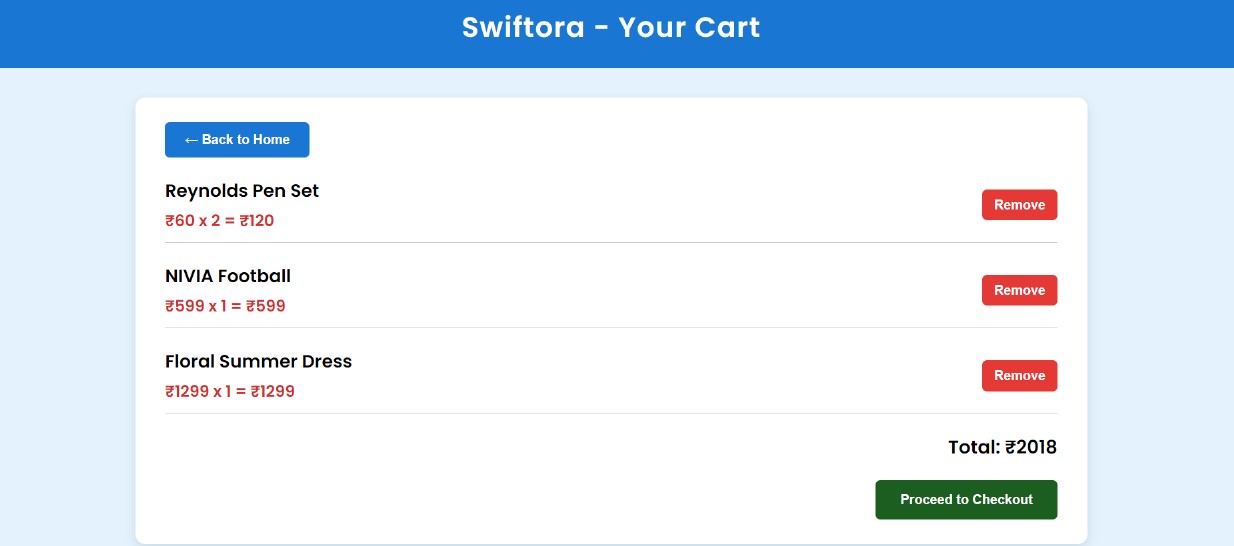 Swiftora - Your Cart
← Back to Home
Reynolds Pen Set
₹60 x 2 = ₹120
Remove
NIVIA Football
₹599 x 1 = ₹599
Remove
Floral Summer Dress
₹1299 x 1 = ₹1299
Remove
Total: ₹2018
Proceed to Checkout